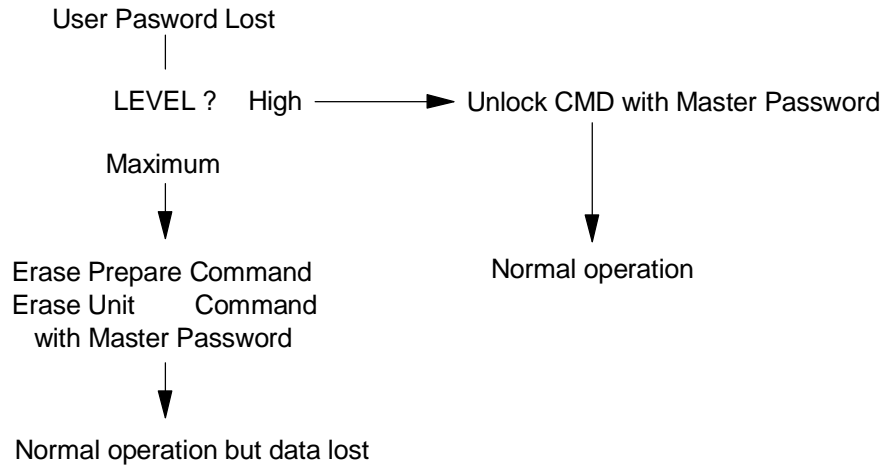 User Pasword Lost
LEVEL ? High Unlock CMD with Master Password
Maximum
Erase Prepare Command
Erase Unit Command
with Master Password
Normal operation
Normal operation but data lost